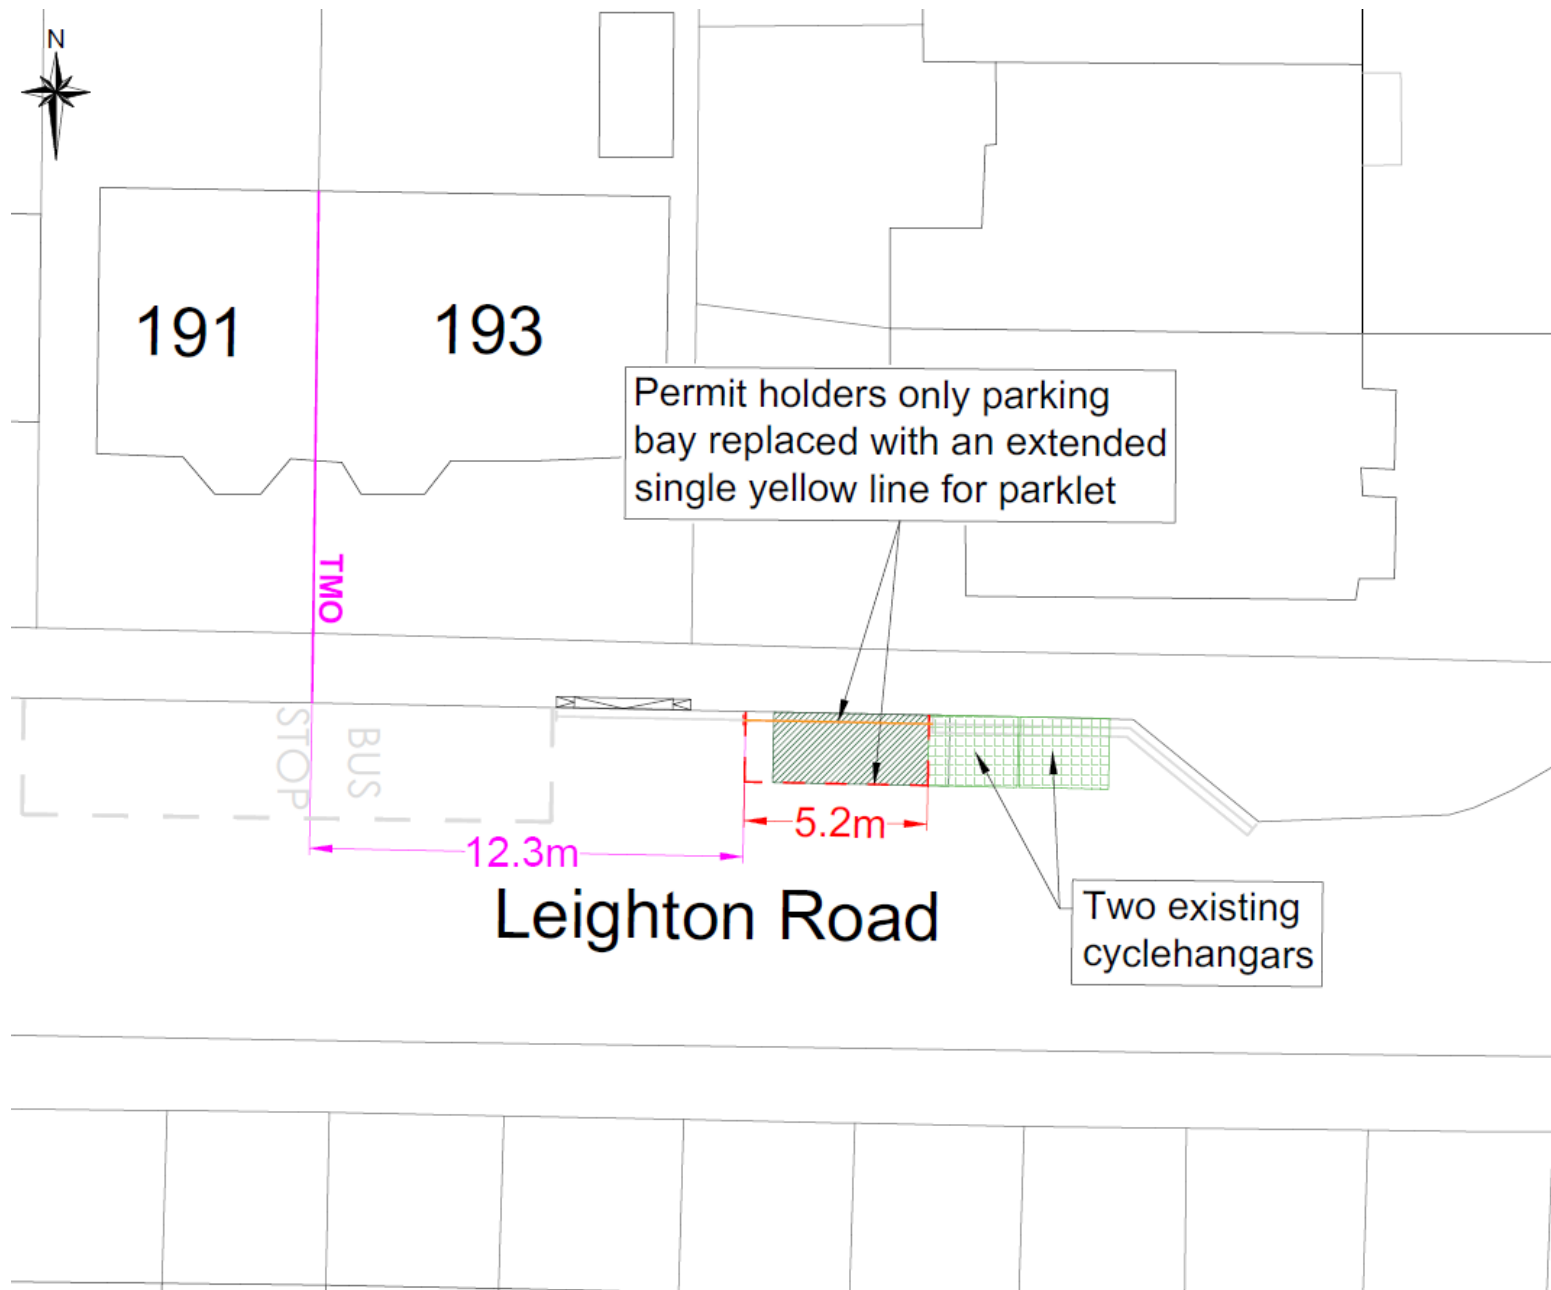 N
191
193
Permit holders only parking
bay replaced with an extended
single yellow line for parklet
TMO
BUS
STOP
5.2m
12.3m
Leighton Road
Two existing
cyclehangars